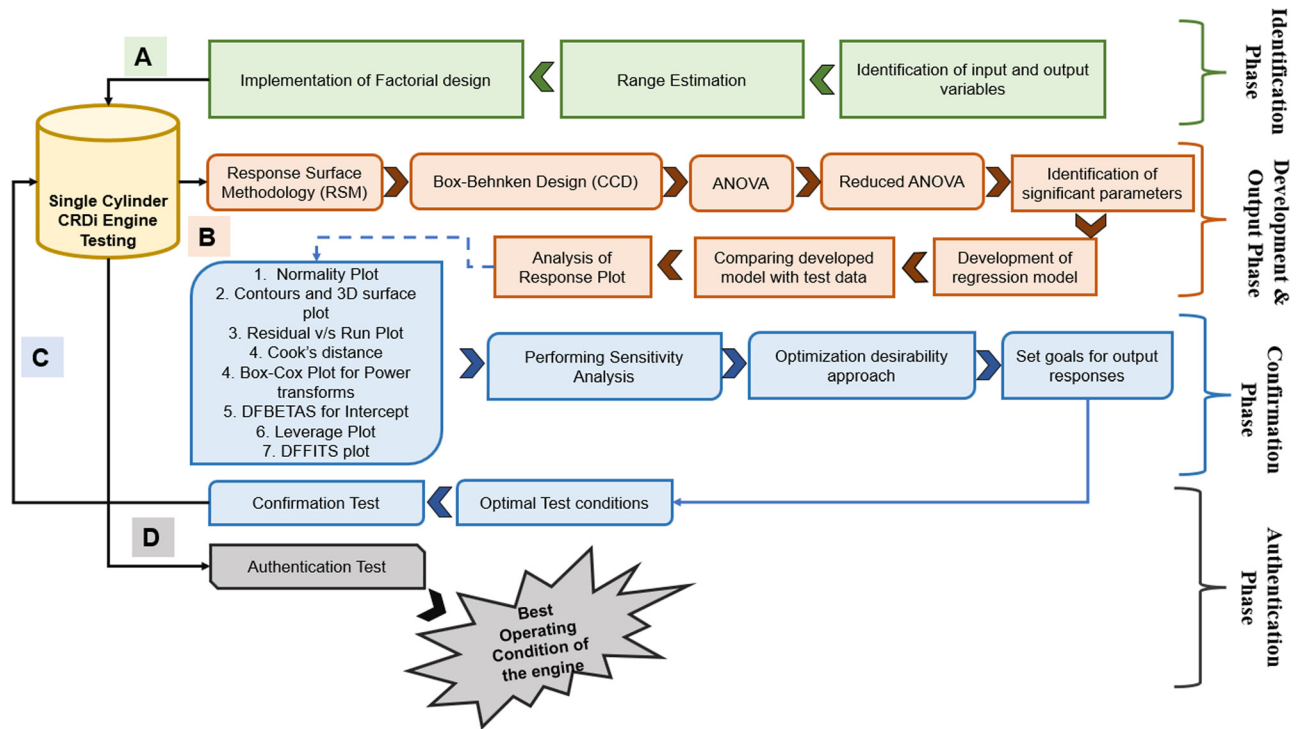 A
Implementation of Factorial design
Range Estimation
Identification of input and output
variables
Identification
Phase
Single Cylinder
CRDi Engine
Testing
Response Surface
Methodology (RSM)
Box-Behnken Design (CCD)
ANOVA
Reduced ANOVA
Identification of
significant parameters
Development &
Output Phase
B
Analysis of
Response Plot
Comparing developed
model with test data
Development of
regression model
1. Normality Plot
2. Contours and 3D surface
plot
3. Residual v/s Run Plot
4. Cook's distance
4. Box-Cox Plot for Power
transforms
5. DFBETAS for Intercept
6. Leverage Plot
7. DFFITS plot
C
Performing Sensitivity
Analysis
Optimization desirability
approach
Set goals for output
responses
Confirmation
Phase
Confirmation Test
Optimal Test conditions
D
Authentication Test
Best
Operating
Condition of
the engine
Authentication
Phase